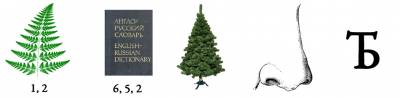 АНГЛО-
РУССКИЙ
СЛОВАРЬ
ENGLISH-
RUSSIAN
DICTIONARY
Ъ
1, 2
6, 5, 2